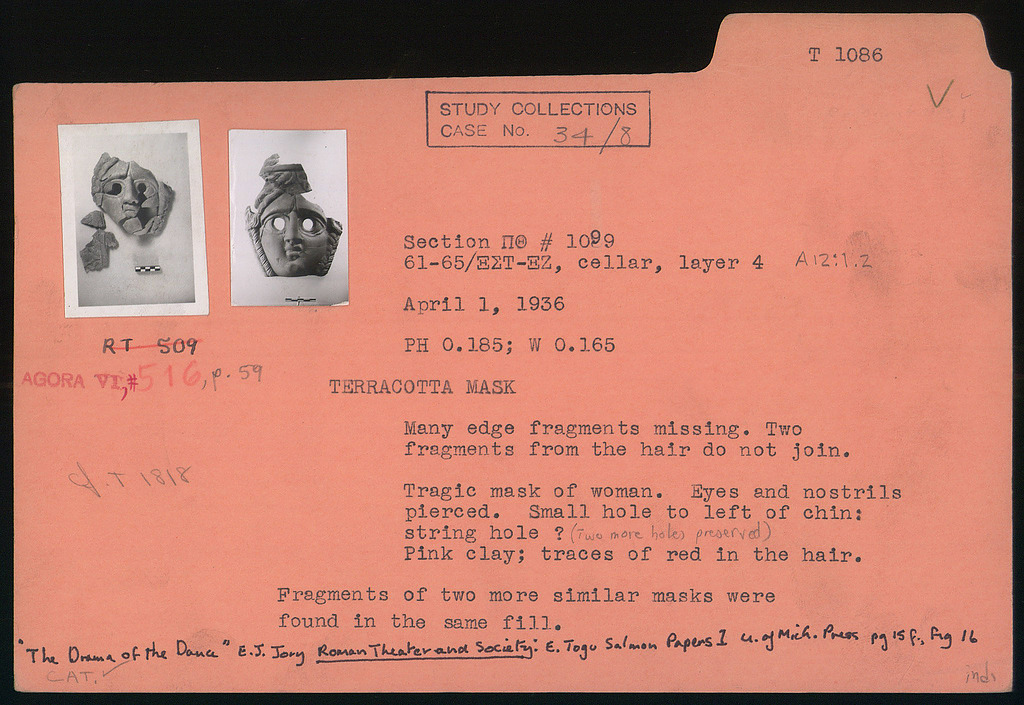 T 1086
STUDY COLLECTIONS
CASE No. 34/8
Section ΠΘ # 1099
61-65/ΞΣΤ-ΞΖ, cellar, layer 4 A12:1.2
April 1, 1936
PH 0.185; W 0.165
RT 509
AGORA VI, #516, p. 59
TERRACOTTA MASK
Many edge fragments missing. Two
fragments from the hair do not join.
cf. T 1818
Tragic mask of woman. Eyes and nostrils
pierced. Small hole to left of chin:
string hole ? (Two more holes preserved)
Pink clay; traces of red in the hair.
Fragments of two more similar masks were
found in the same fill.
"The Drama of the Dance" E.J. Jory Roman Theater and Society: E. Togo Salmon Papers I U. of Mich. Press pg 15 f., fig 16
CAT.